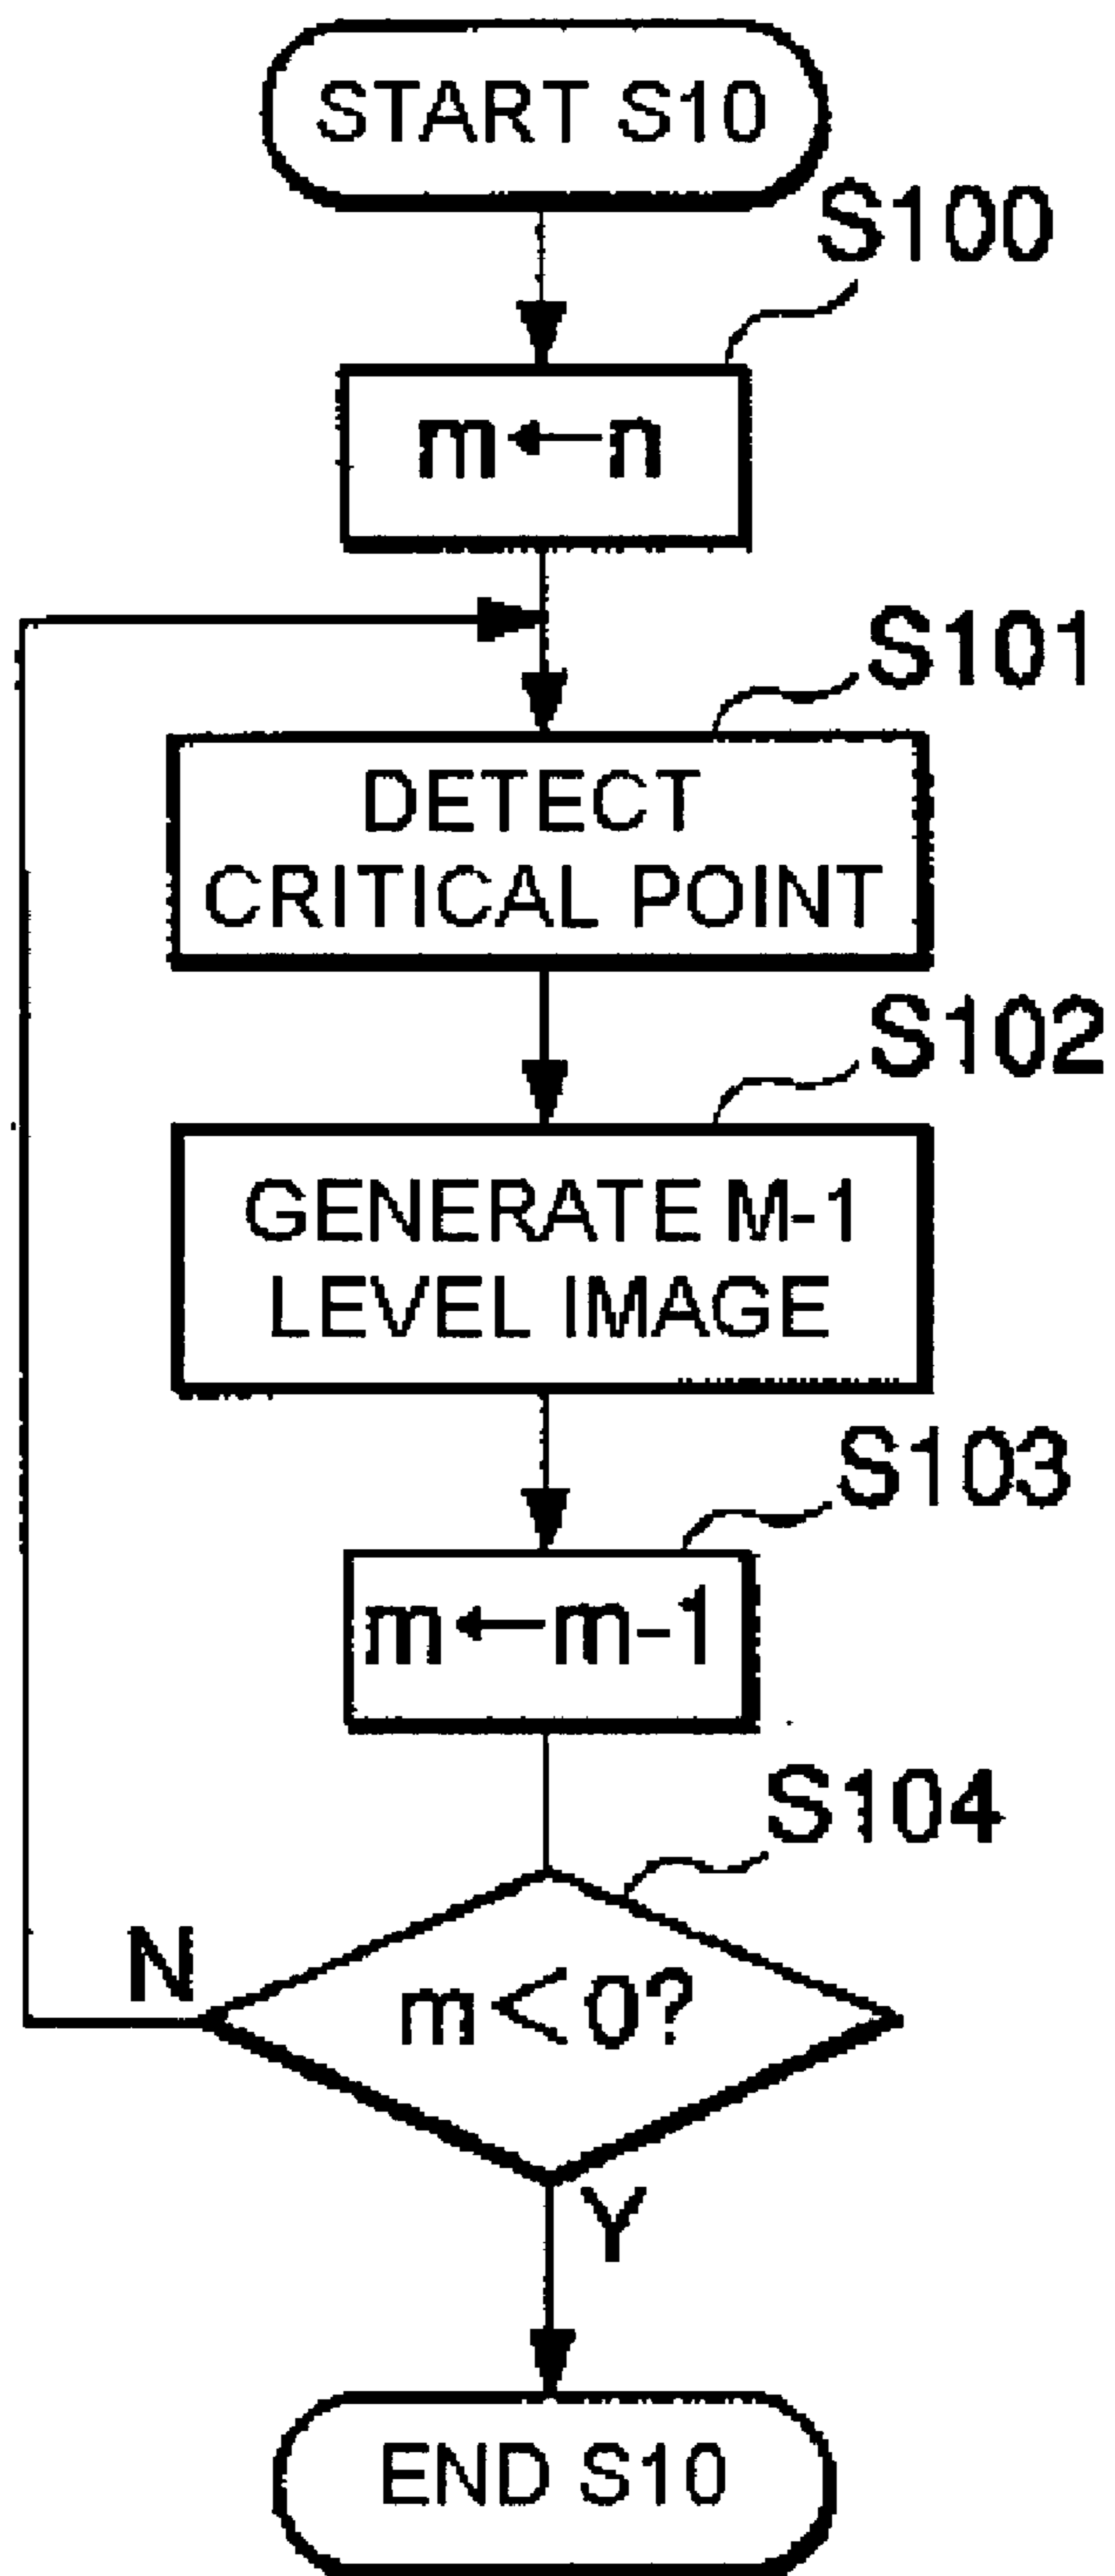 START S10
S100
m←n
S101
DETECT
CRITICAL POINT
S102
GENERATE M-1
LEVEL IMAGE
S103
m←m-1
S104
m<0?
N
Y
END S10